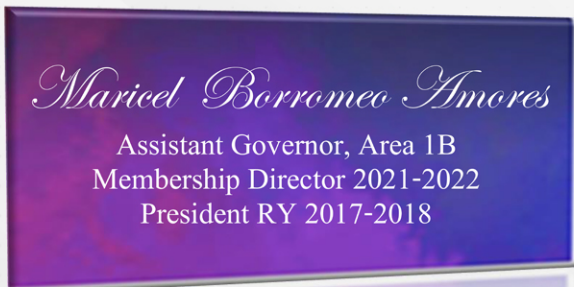 Maricel Borromeo Amores
Assistant Governor, Area 1B
Membership Director 2021-2022
President RY 2017-2018